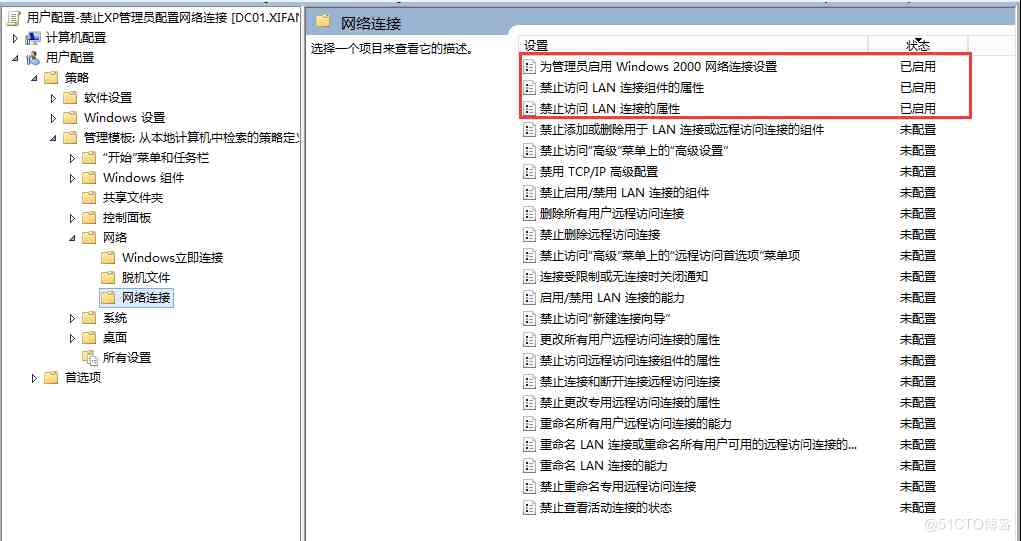 用户配置-禁止XP管理员配置网络连接 [DC01.XIFAN
计算机配置
用户配置
策略
软件设置
Windows 设置
管理模板: 从本地计算机中检索的策略定义
“开始”菜单和任务栏
Windows 组件
共享文件夹
控制面板
网络
Windows立即连接
脱机文件
网络连接
系统
桌面
所有设置
首选项
网络连接
选择一个项目来查看它的描述。
设置 状态
为管理员启用 Windows 2000 网络连接设置 已启用
禁止访问 LAN 连接组件的属性 已启用
禁止访问 LAN 连接的属性 已启用
禁止添加或删除用于 LAN 连接或远程访问连接的组件 未配置
禁止访问“高级”菜单上的“高级设置” 未配置
禁用 TCP/IP 高级配置 未配置
禁止启用/禁用 LAN 连接的组件 未配置
删除所有用户远程访问连接 未配置
禁止删除远程访问连接 未配置
禁止访问“高级”菜单上的“远程访问首选项”菜单项 未配置
连接受限制或无连接时关闭通知 未配置
启用/禁用 LAN 连接的能力 未配置
禁止访问“新建连接向导” 未配置
更改所有用户远程访问连接的属性 未配置
禁止访问远程访问连接组件的属性 未配置
禁止连接和断开连接远程访问连接 未配置
禁止更改专用远程访问连接的属性 未配置
重命名所有用户远程访问连接的能力 未配置
重命名 LAN 连接或重命名所有用户可用的远程访问连接的... 未配置
重命名 LAN 连接的能力 未配置
禁止重命名专用远程访问连接 未配置
禁止查看活动连接的状态 未配置
@51CTO博客